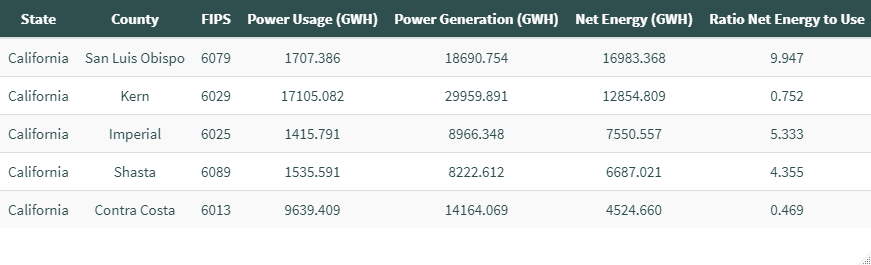 State County FIPS Power Usage (GWH) Power Generation (GWH) Net Energy (GWH) Ratio Net Energy to Use
California San Luis Obispo 6079 1707.386 18690.754 16983.368 9.947
California Kern 6029 17105.082 29959.891 12854.809 0.752
California Imperial 6025 1415.791 8966.348 7550.557 5.333
California Shasta 6089 1535.591 8222.612 6687.021 4.355
California Contra Costa 6013 9639.409 14164.069 4524.660 0.469